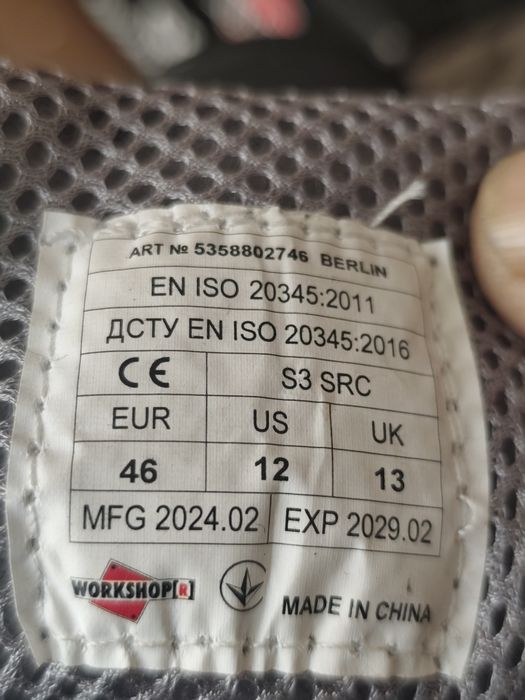 ART № 5358802746 BERLIN
EN ISO 20345:2011
ДСТУ EN ISO 20345:2016
CE S3 SRC
EUR US UK
46 12 13
MFG 2024.02 EXP 2029.02
WORKSHOP[R] MADE IN CHINA